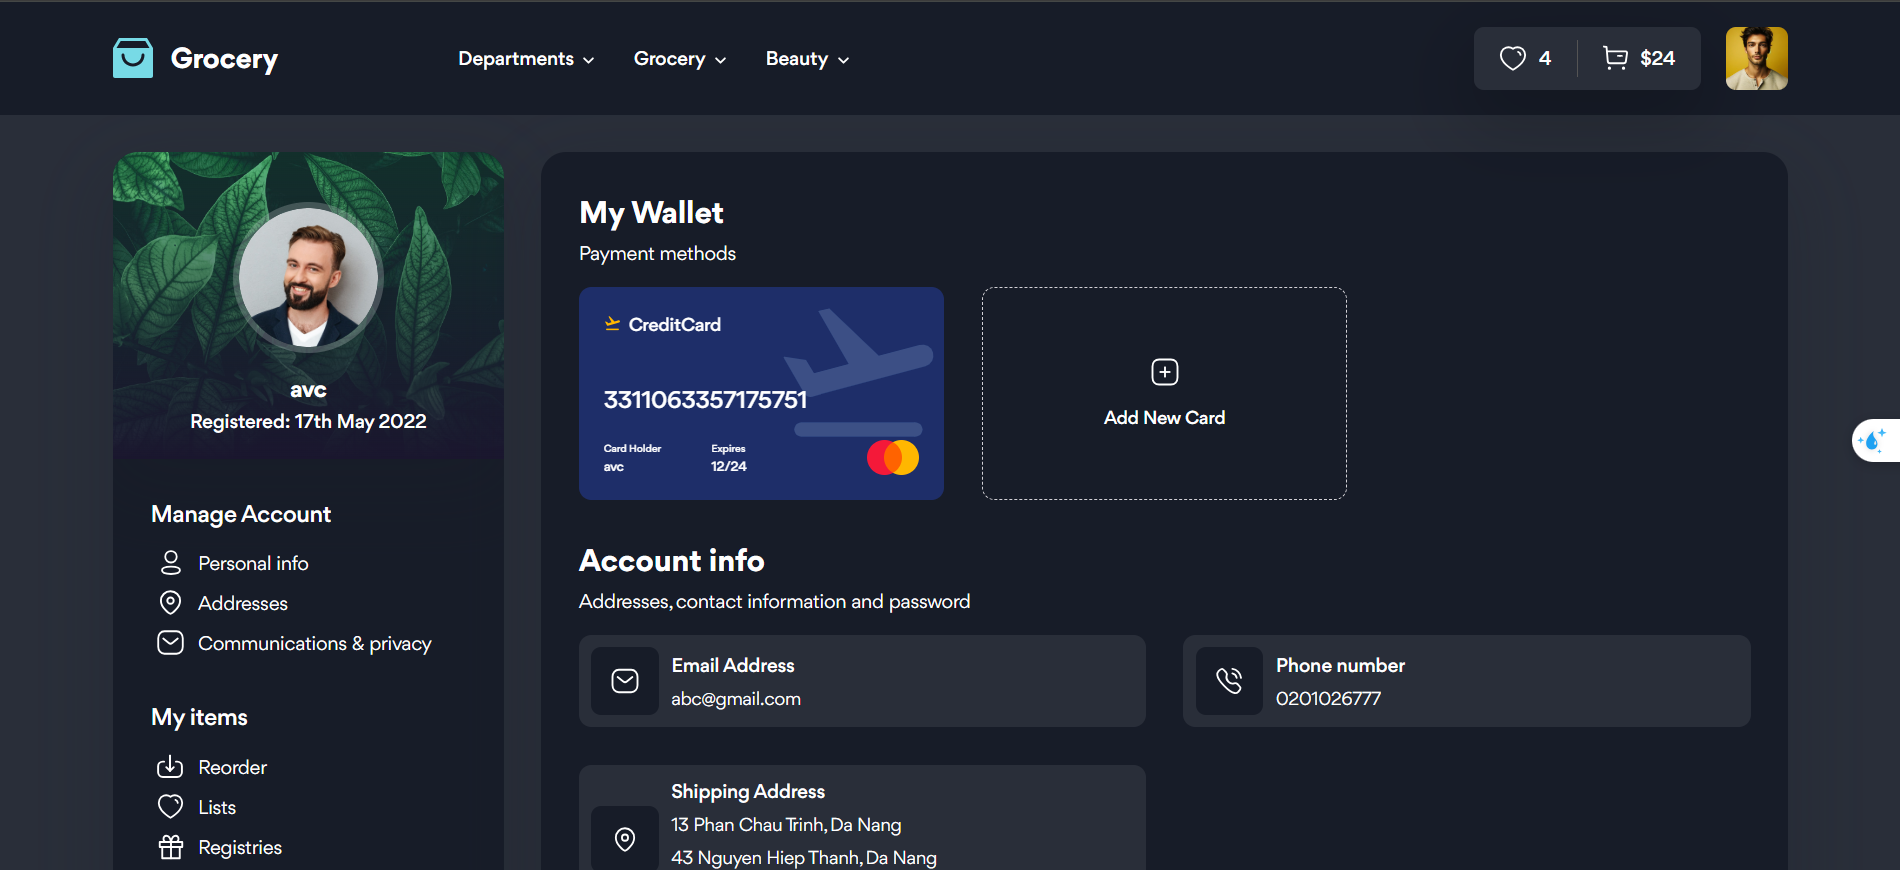 Grocery
Departments
Grocery
Beauty
4
$24
avc
Registered: 17th May 2022
Manage Account
Personal info
Addresses
Communications & privacy
My items
Reorder
Lists
Registries
My Wallet
Payment methods
CreditCard
3311063357175751
Card Holder
avc
Expires
12/24
Add New Card
Account info
Addresses, contact information and password
Email Address
abc@gmail.com
Phone number
0201026777
Shipping Address
13 Phan Chau Trinh, Da Nang
43 Nguyen Hiep Thanh, Da Nang